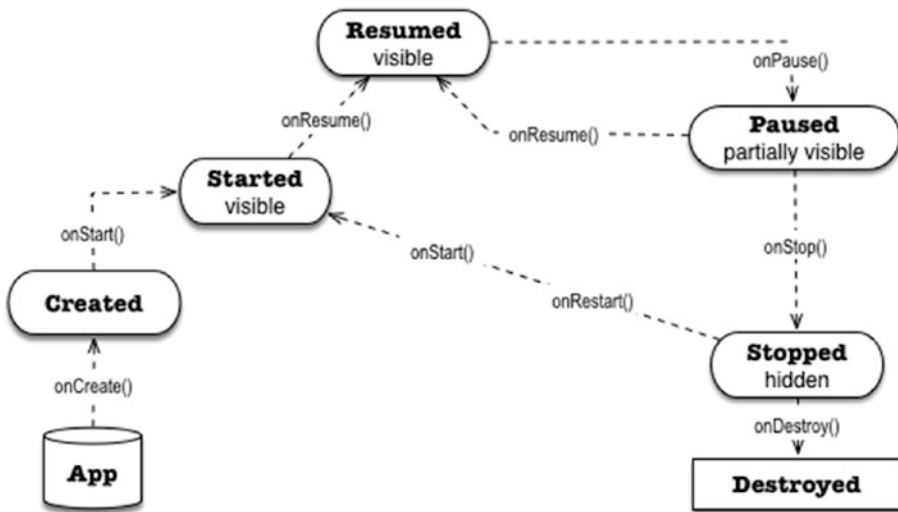 Resumed
visible
onPause()
onResume()
onResume()
Paused
partially visible
Started
visible
onStart()
onStart()
onStop()
Created
onRestart()
Stopped
hidden
onCreate()
onDestroy()
App
Destroyed